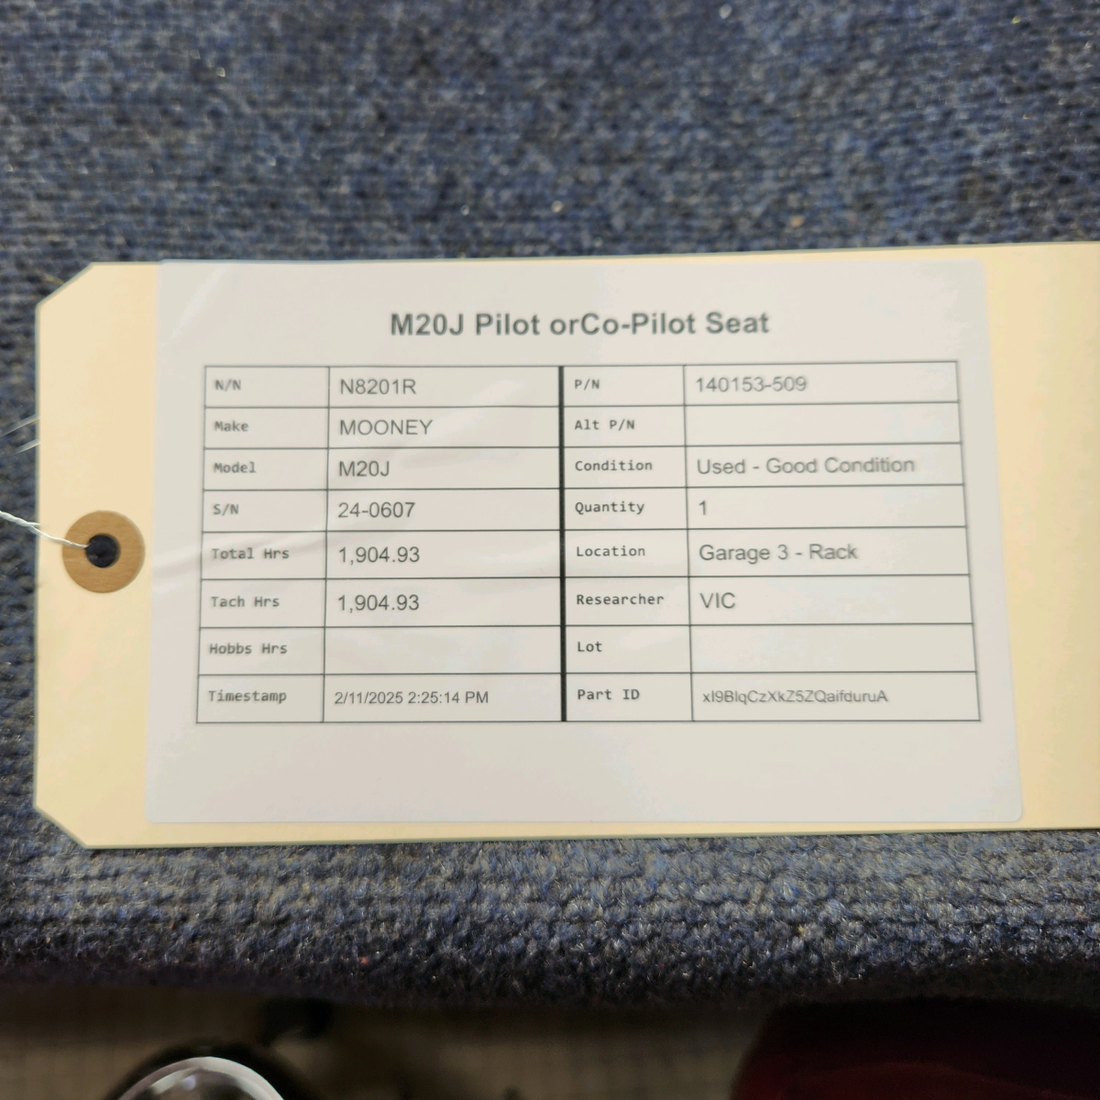 M20J Pilot orCo-Pilot Seat
N/N N8201R P/N 140153-509
Make MOONEY Alt P/N
Model M20J Condition Used - Good Condition
S/N 24-0607 Quantity 1
Total Hrs 1,904.93 Location Garage 3 - Rack
Tach Hrs 1,904.93 Researcher VIC
Hobbs Hrs Lot
Timestamp 2/11/2025 2:25:14 PM Part ID